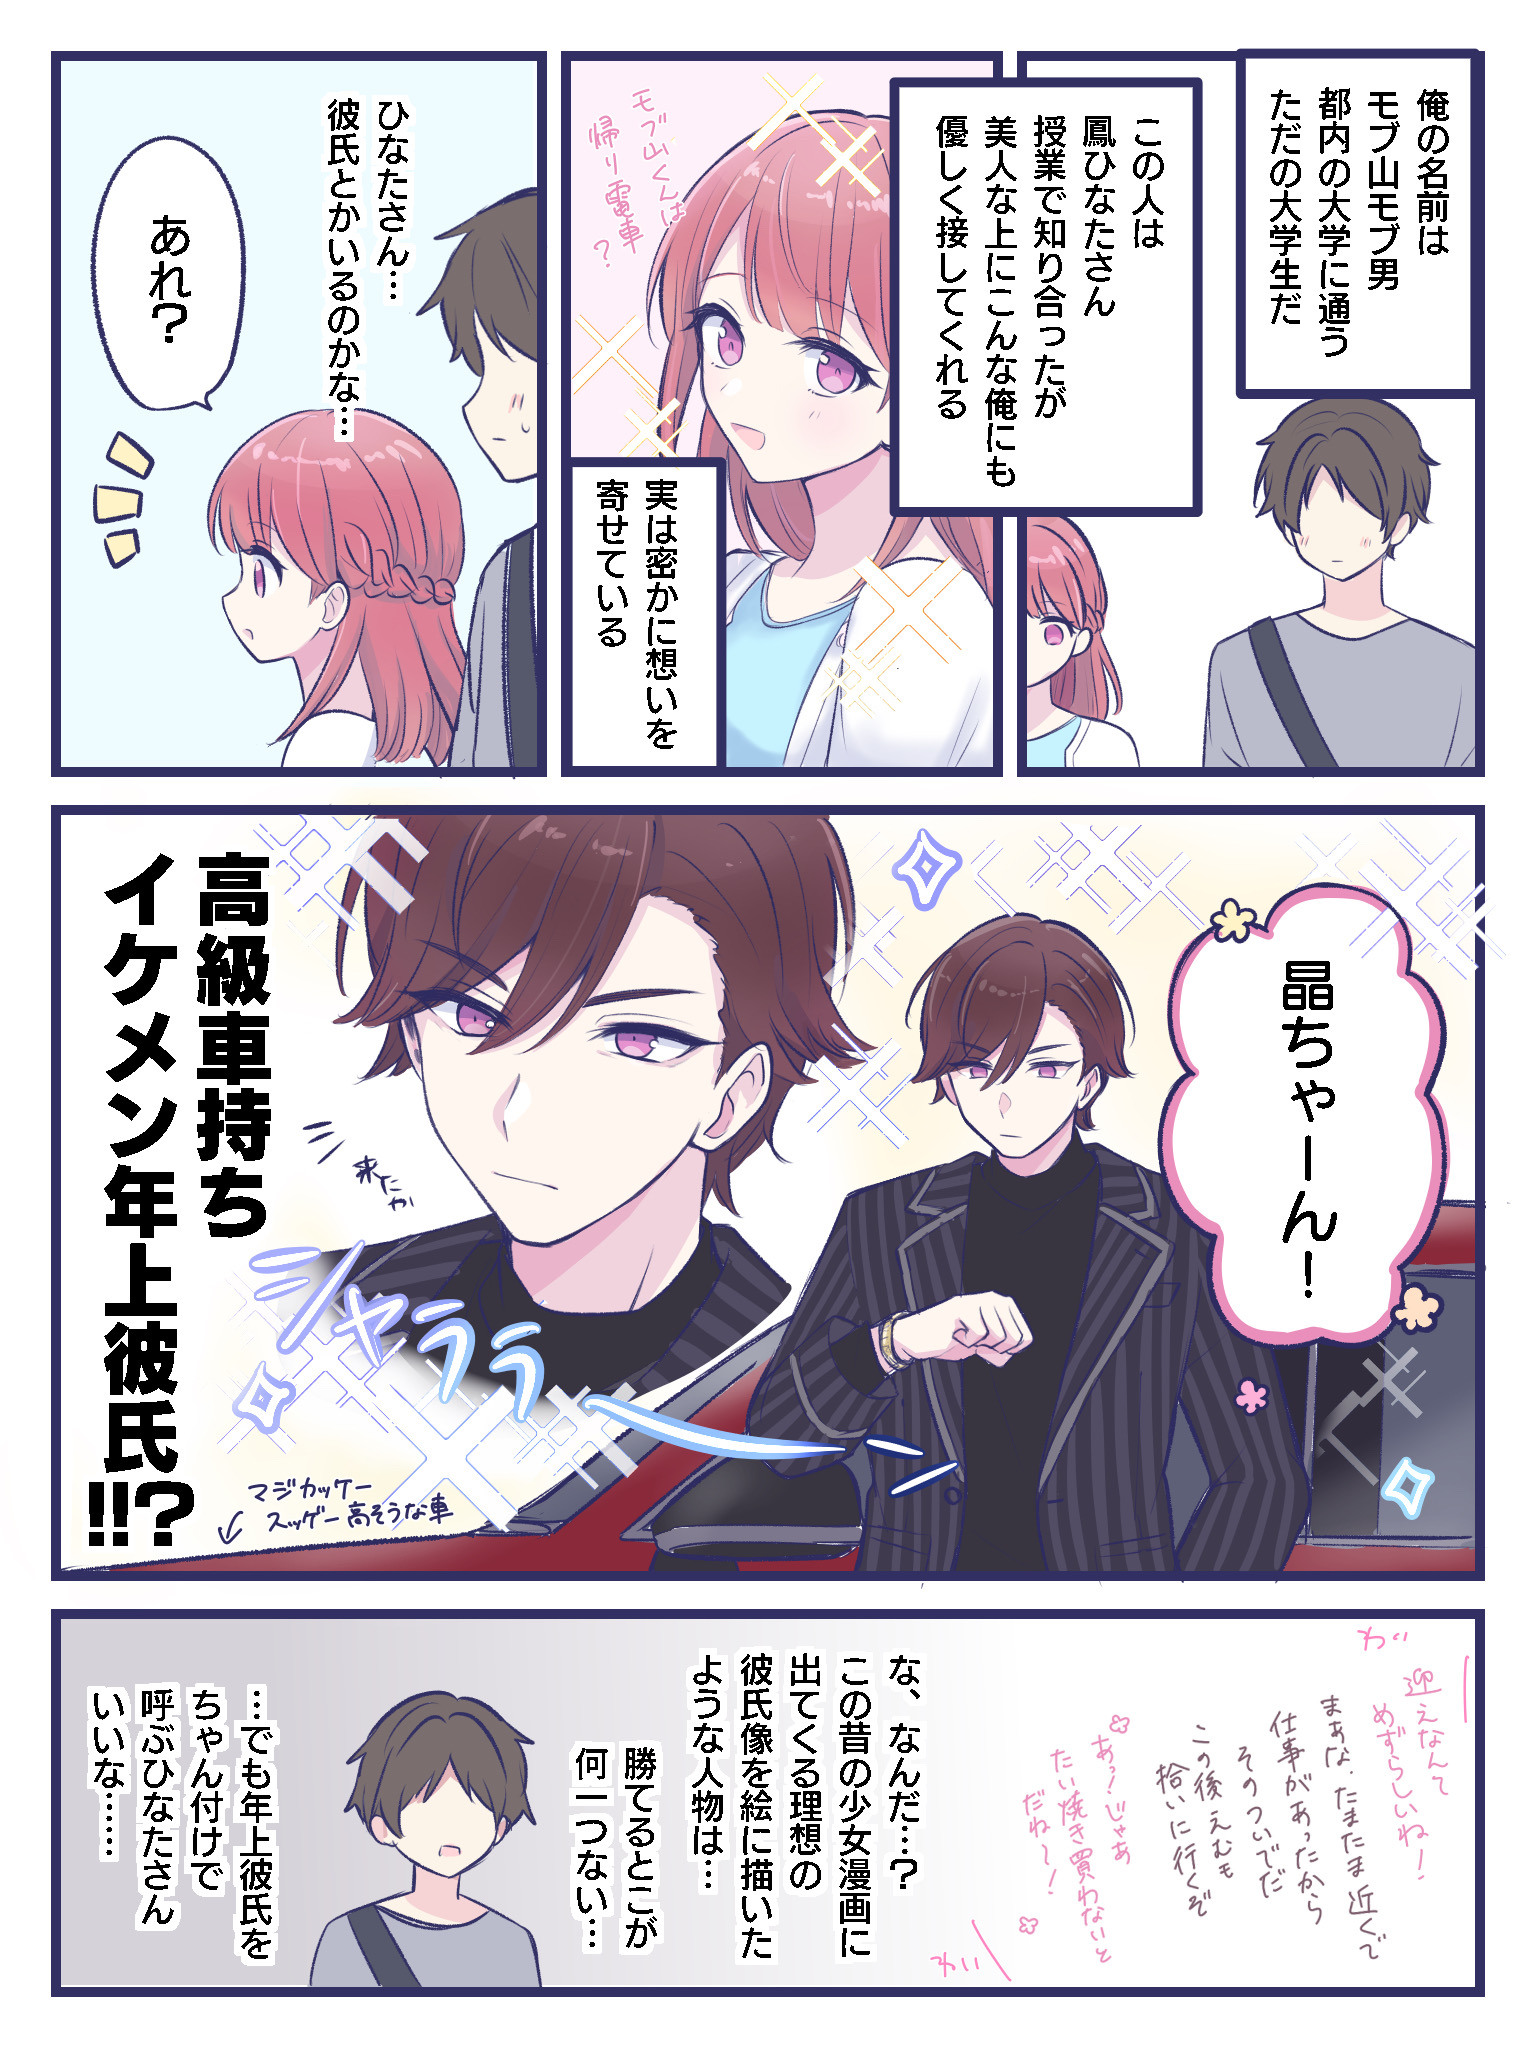 俺の名前は
モブ山モブ男
都内の大学に通う
ただの大学生だ
この人は
鳳ひなたさん
授業で知り合ったが
美人な上にこんな俺にも
優しく接してくれる
モブ山くんは
帰り電車
?
実は密かに想いを
寄せている
ひなたさん…
彼氏とかいるのかな…
あれ?
晶ちゃーん!
来たか
シャララ
高級車持ち
イケメン年上彼氏!!?
マジカッケー
スッゲー高そうな車
わい
迎えなんて
めずらしいね!
まぁな、たまたま近くで
仕事があったから
そのついでだ
この後えむも
拾いに行くぞ
あっ!じゃあ
たい焼き買わないと
だね〜!
わい
な、なんだ…?
この昔の少女漫画に
出てくる理想の
彼氏像を絵に描いた
ような人物は…
勝てるとこが
何一つない…
…でも年上彼氏を
ちゃん付けで
呼ぶひなたさん
いいな……